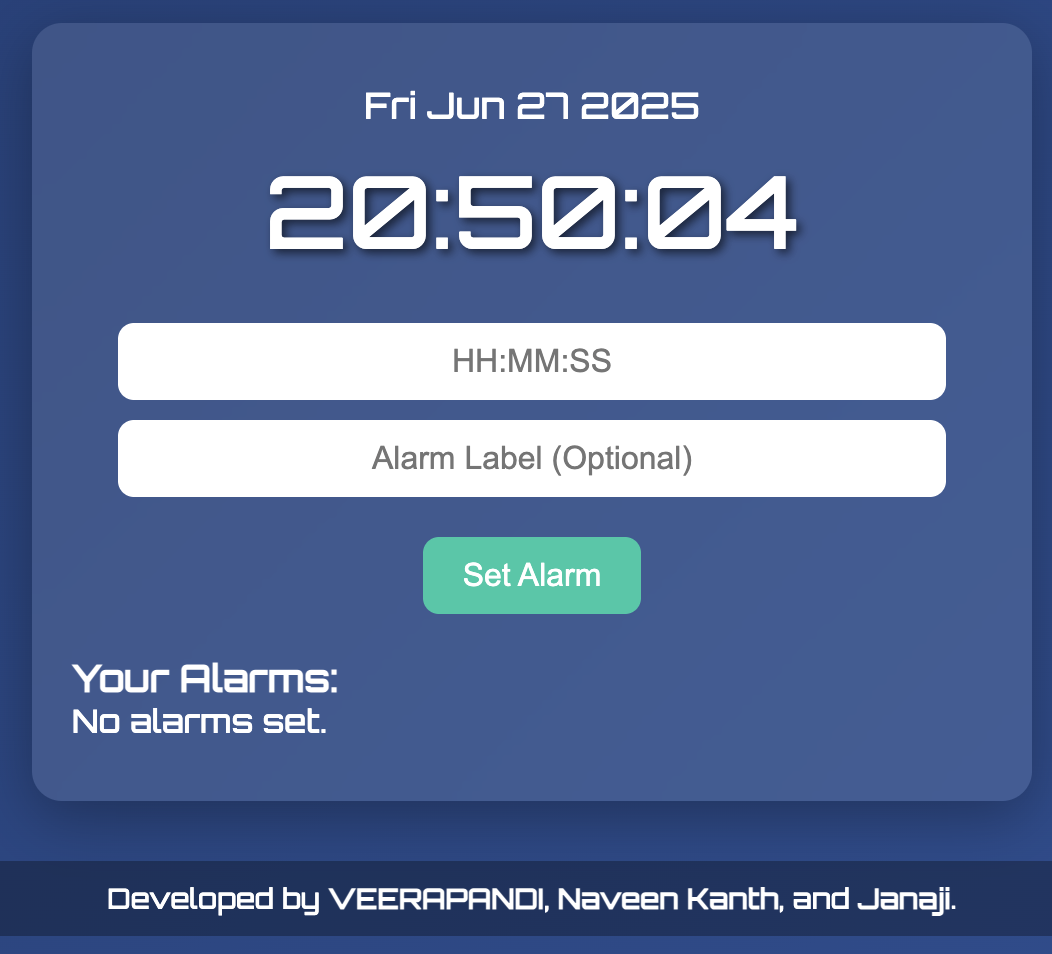 Fri Jun 27 2025
20:50:04
HH:MM:SS
Alarm Label (Optional)
Set Alarm
Your Alarms:
No alarms set.
Developed by VEERAPANDI, Naveen Kanth, and Janaji.